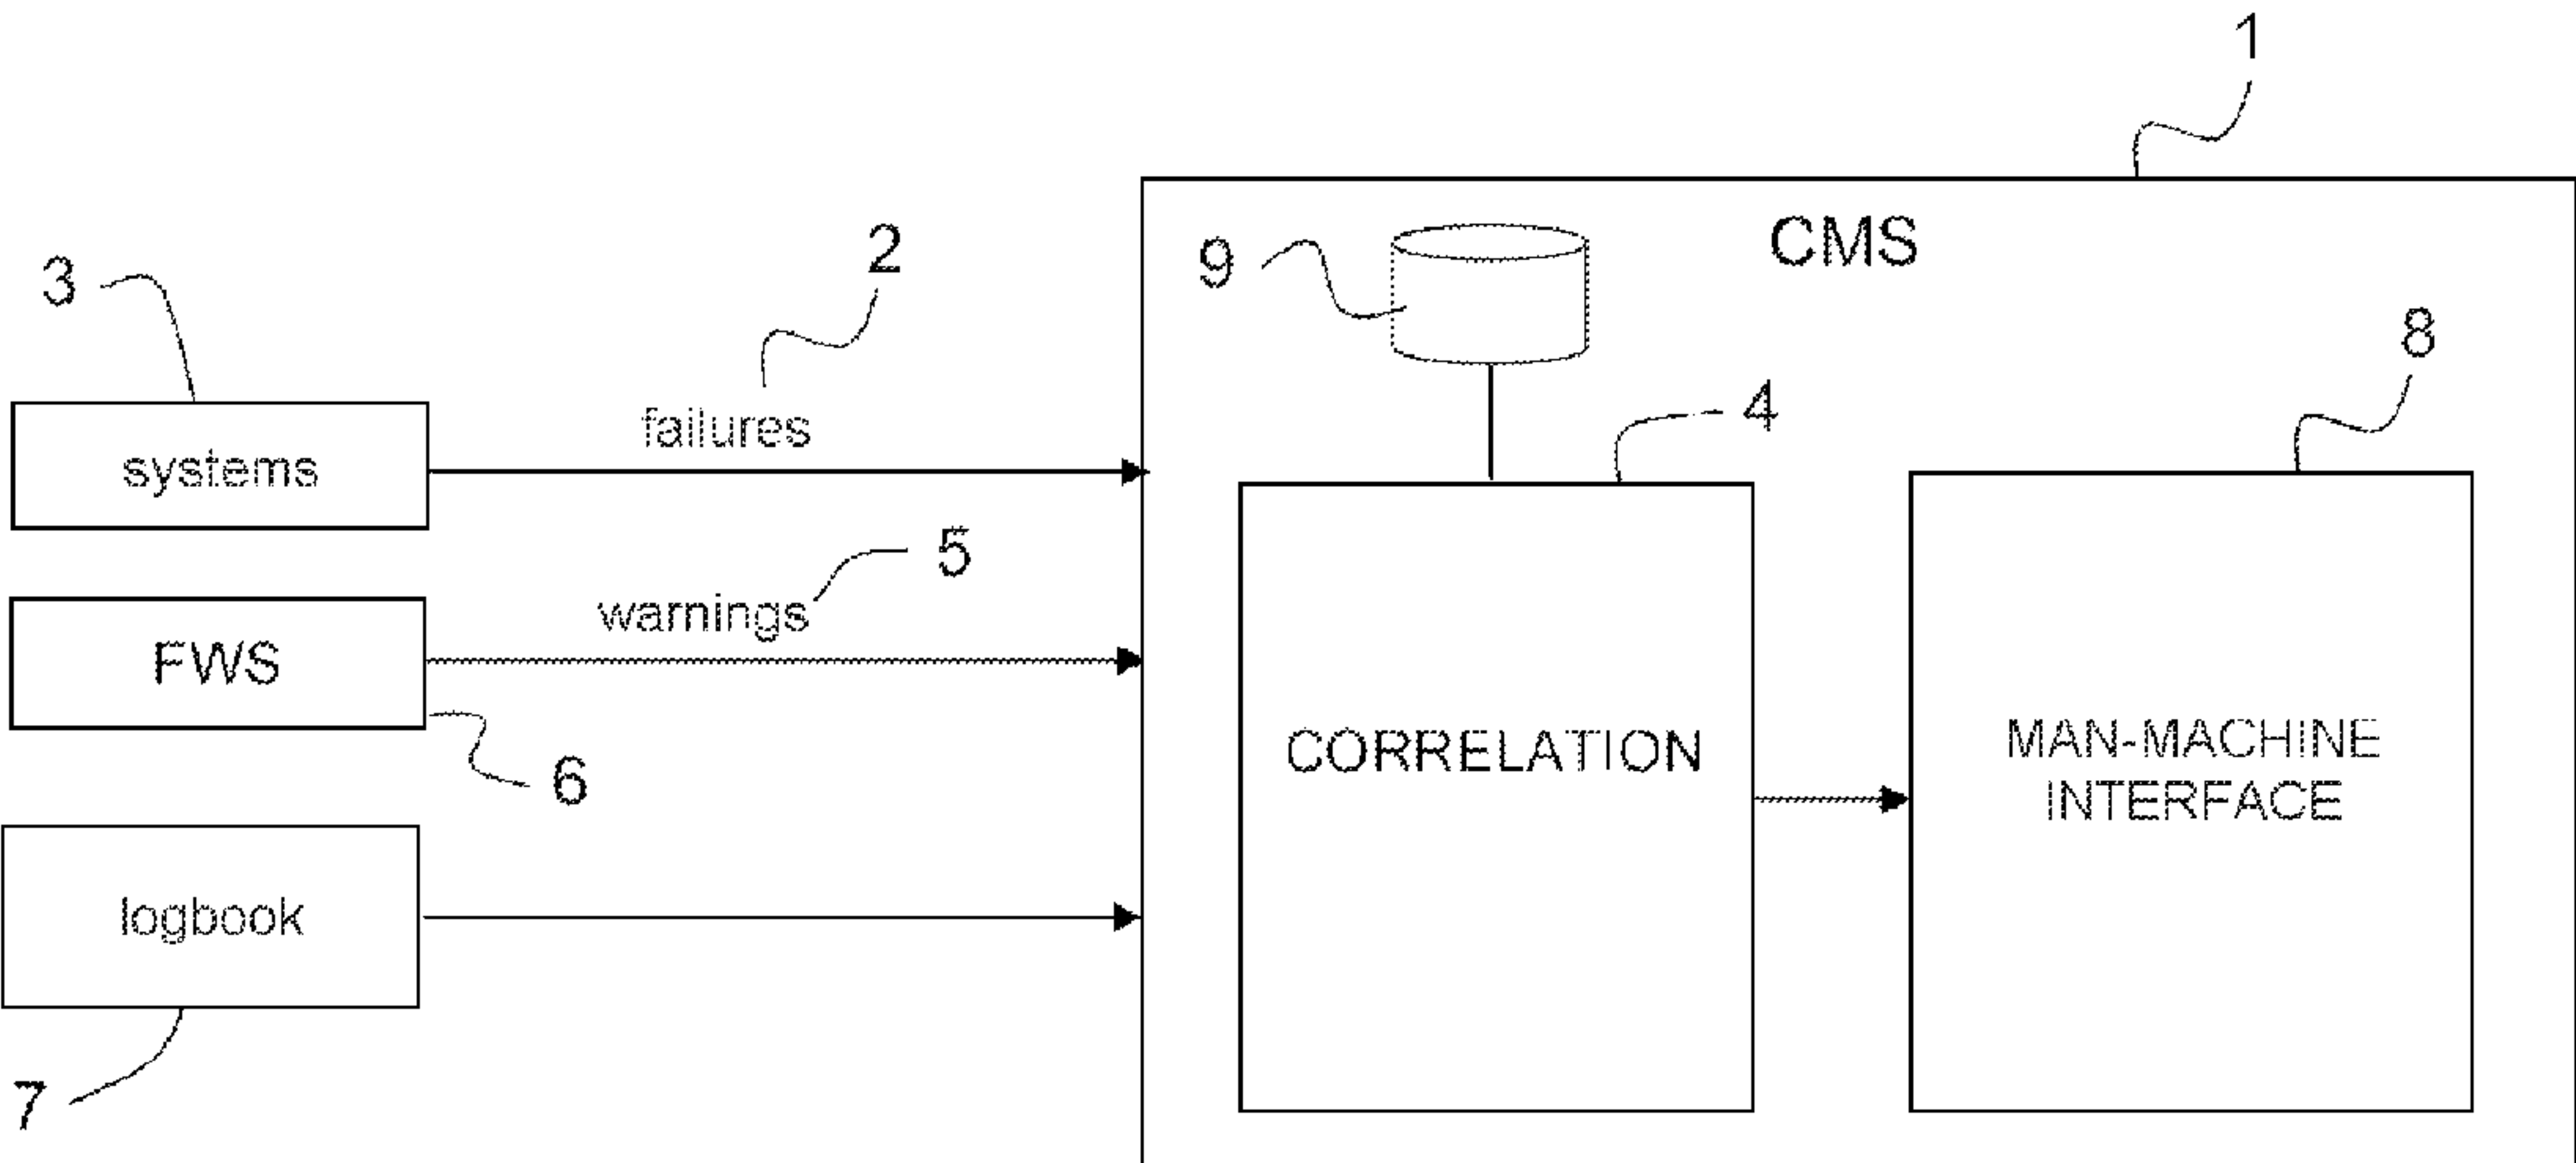 1
CMS
2
9
3
8
failures
4
systems
5
warnings
FWS
6
CORRELATION
MAN-MACHINE
INTERFACE
logbook
7